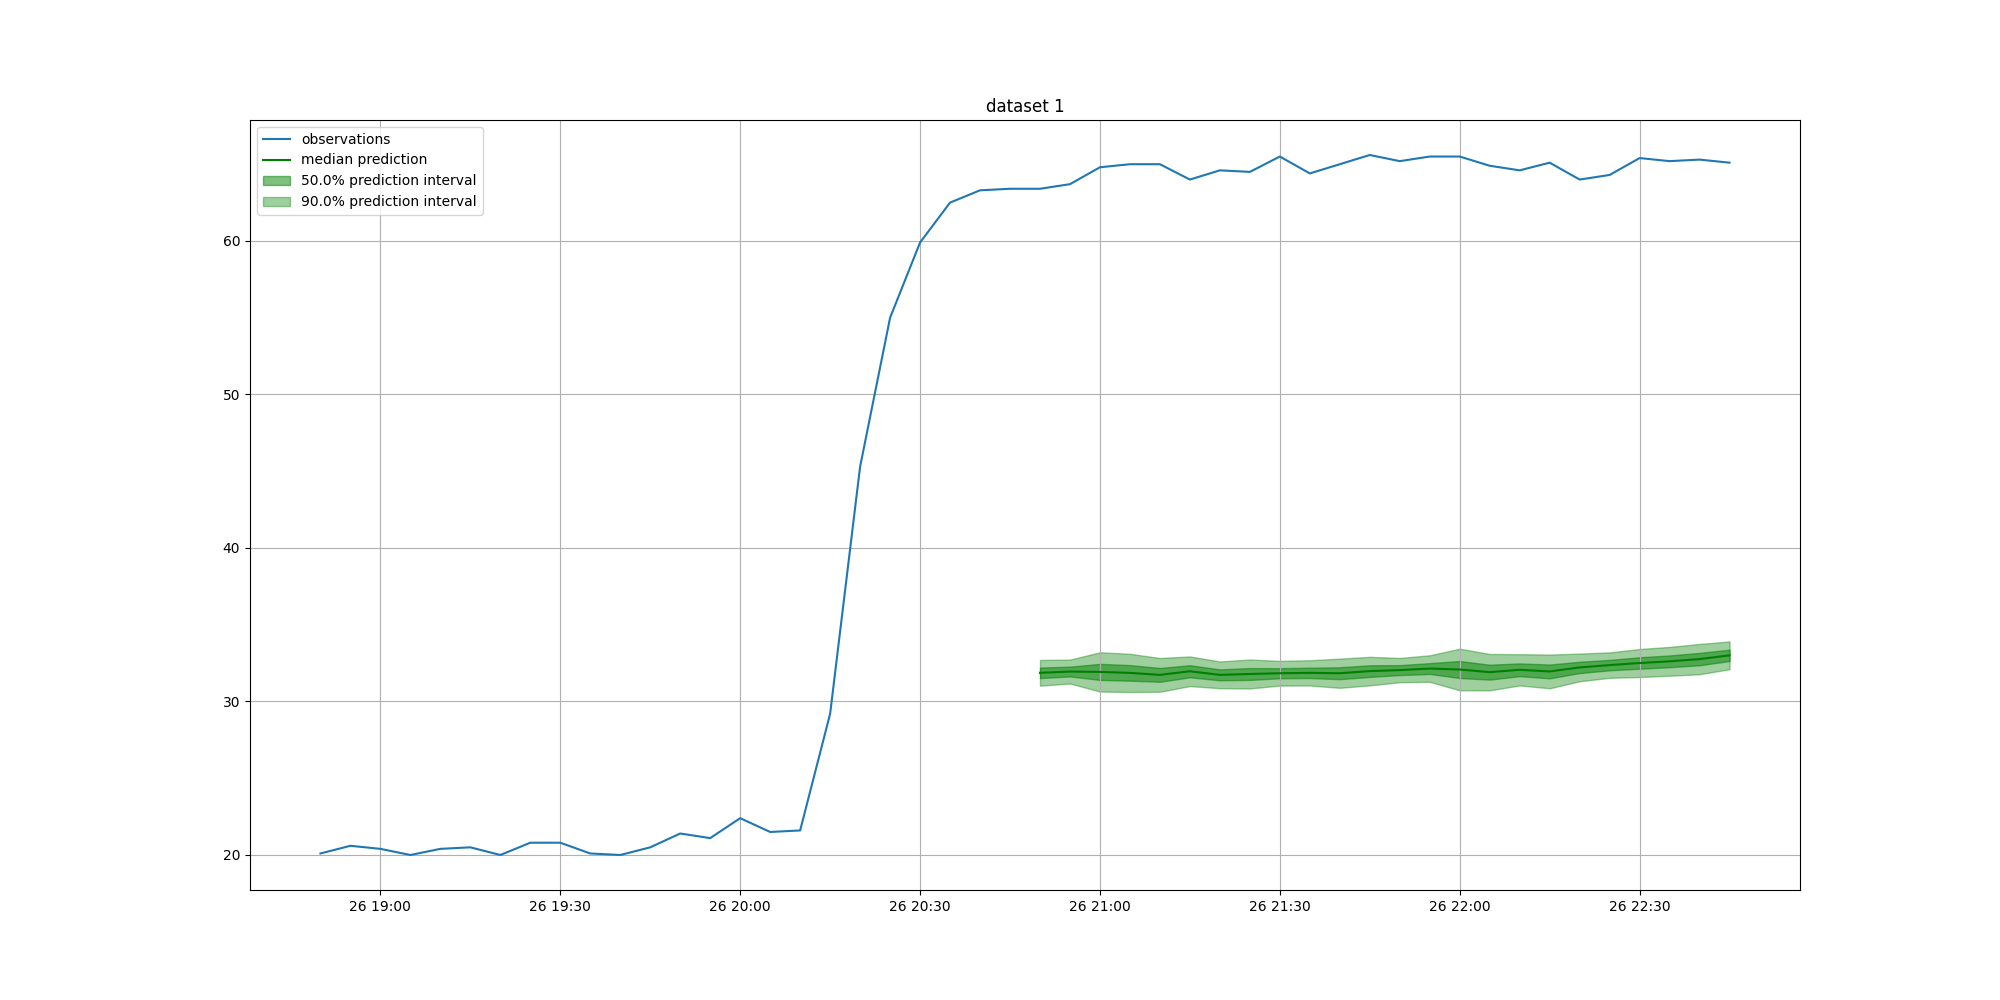 dataset 1
observations
median prediction
50.0% prediction interval
90.0% prediction interval
60
50
40
30
20
26 19:00
26 19:30
26 20:00
26 20:30
26 21:00
26 21:30
26 22:00
26 22:30